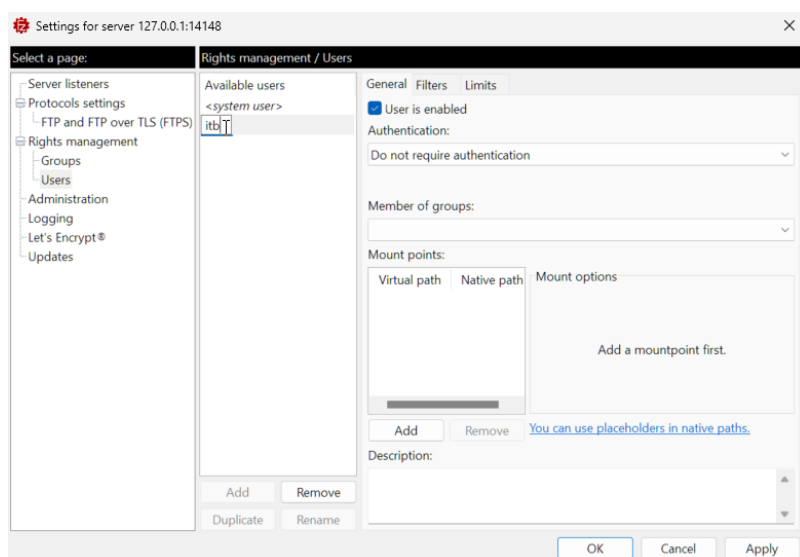 Settings for server 127.0.0.1:14148
Select a page:
Server listeners
Protocols settings
FTP and FTP over TLS (FTPS)
Rights management
Groups
Users
Administration
Logging
Let's Encrypt®
Updates
Rights management / Users
Available users
<system user>
itb
Add
Remove
Duplicate
Rename
General Filters Limits
User is enabled
Authentication:
Do not require authentication
Member of groups:
Mount points:
Virtual path Native path
Mount options
Add a mountpoint first.
Add Remove You can use placeholders in native paths.
Description:
OK Cancel Apply